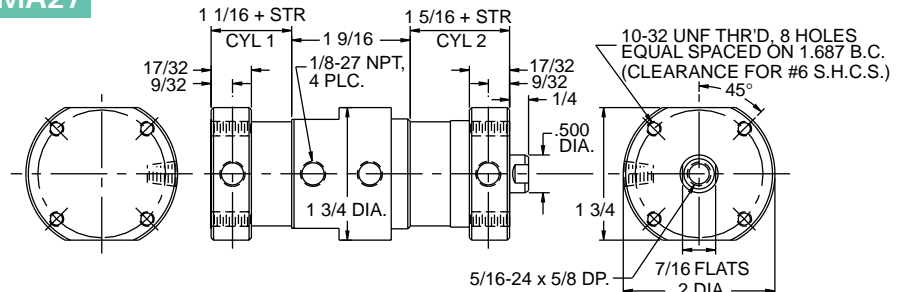 MA27
1 1/16 + STR
CYL 1
1 9/16
1 5/16 + STR
CYL 2
17/32
9/32
1/8-27 NPT,
4 PLC.
17/32
9/32
1/4
.500
DIA.
1 3/4 DIA.
10-32 UNF THR'D, 8 HOLES
EQUAL SPACED ON 1.687 B.C.
(CLEARANCE FOR #6 S.H.C.S.)
45°
1 3/4
5/16-24 x 5/8 DP.
7/16 FLATS
2 DIA.